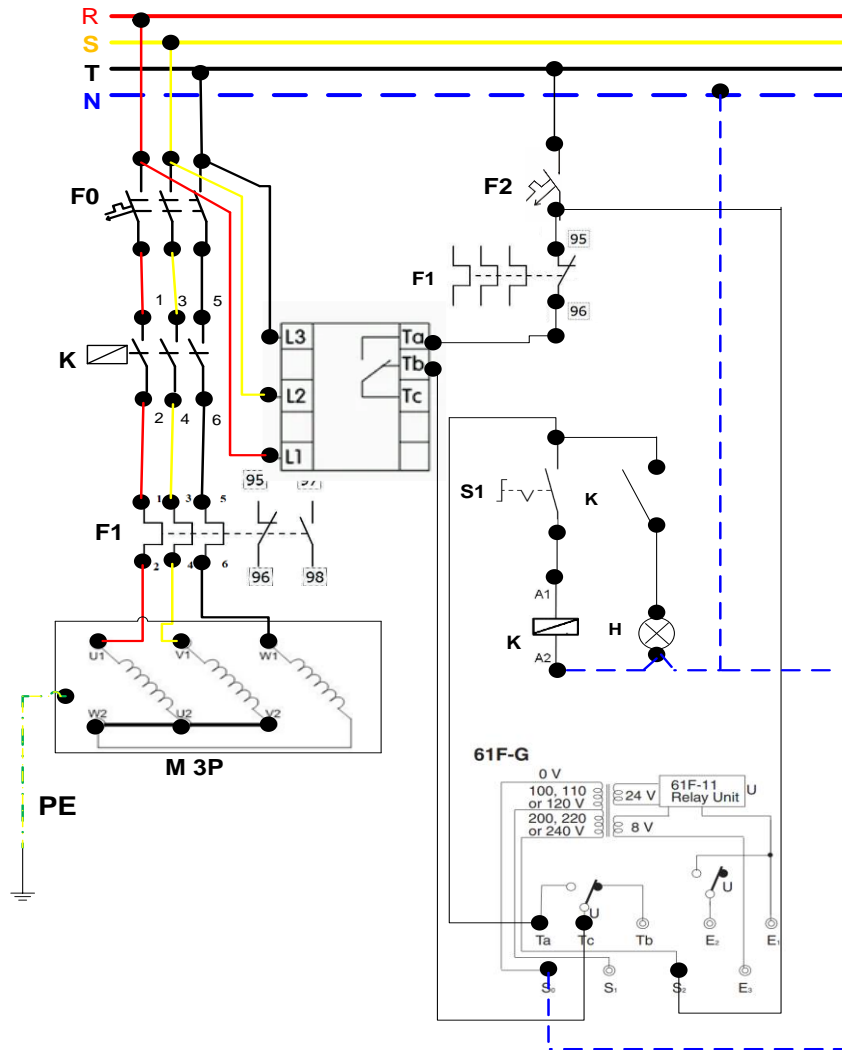 R
S
T
N
F0
F2
95
F1
96
1 3 5
K
2 4 6
L3 Ta
Tb
L2 Tc
L1
95 97
S1 K
1 3 5
F1
2 4 6
96 98
A1
K H
A2
U1 V1 W1
W2 U2 V2
M 3P
PE
61F-G
0 V
100, 110
or 120 V
200, 220
or 240 V
24 V
8 V
61F-11
Relay Unit
U
U
U
Ta Tc Tb E2 E1
S0 S1 S2 E3